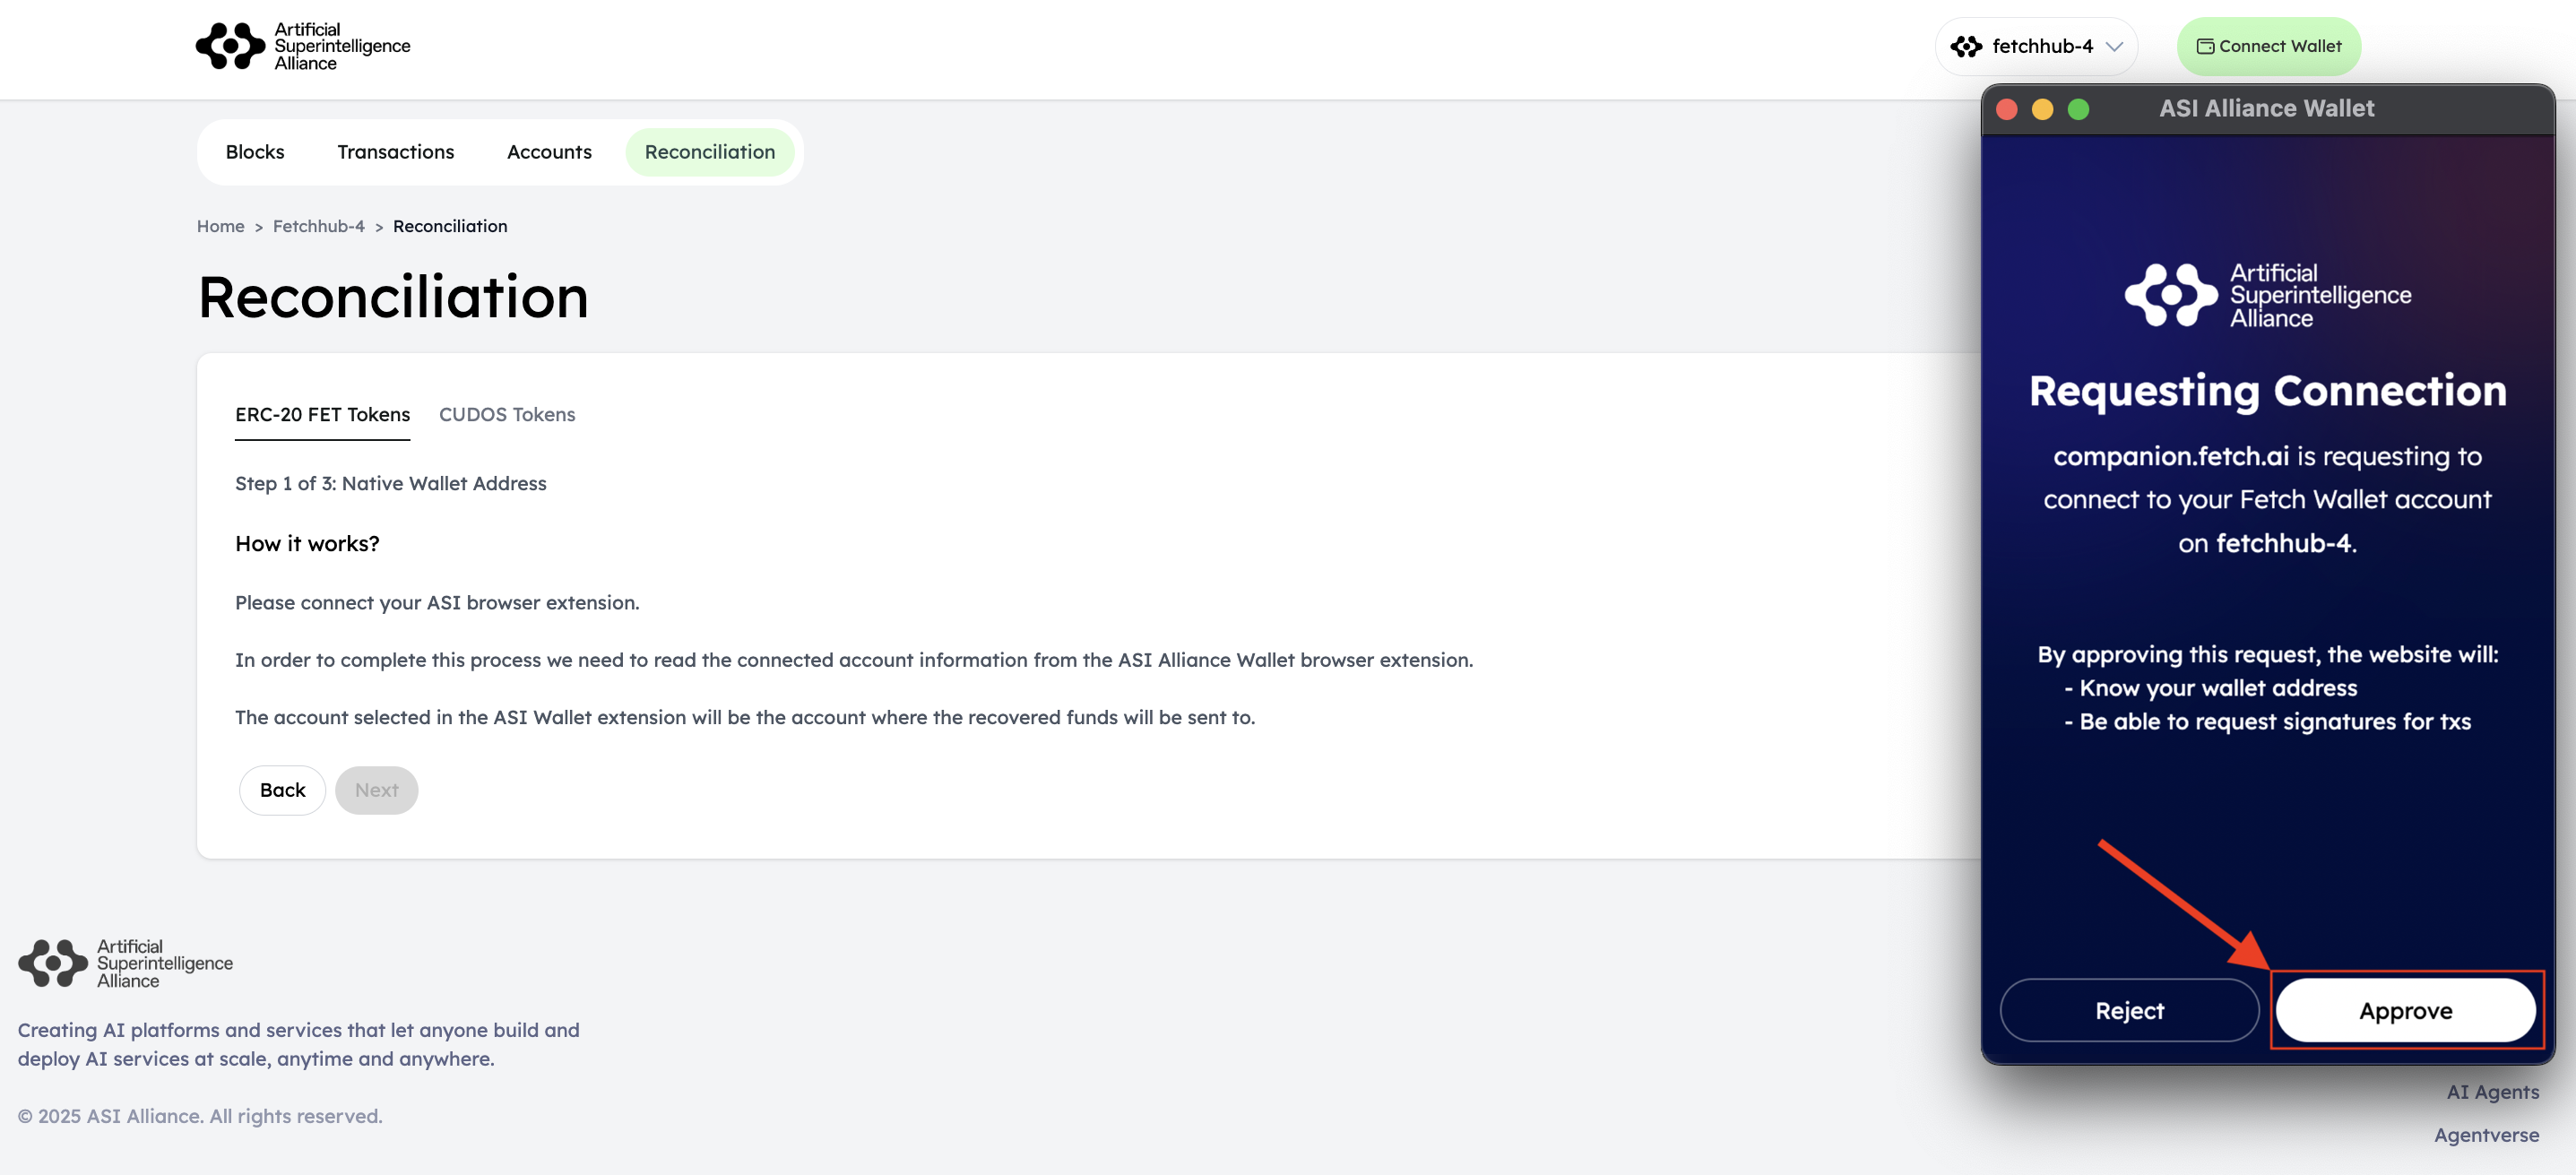 Artificial
Superintelligence
Alliance
fetchhub-4
Connect Wallet
Blocks
Transactions
Accounts
Reconciliation
Home > Fetchhub-4 > Reconciliation
Reconciliation
ERC-20 FET Tokens
CUDOS Tokens
Step 1 of 3: Native Wallet Address
How it works?
Please connect your ASI browser extension.
In order to complete this process we need to read the connected account information from the ASI Alliance Wallet browser extension.
The account selected in the ASI Wallet extension will be the account where the recovered funds will be sent to.
Back
Next
ASI Alliance Wallet
Artificial
Superintelligence
Alliance
Requesting Connection
companion.fetch.ai is requesting to
connect to your Fetch Wallet account
on fetchhub-4.
By approving this request, the website will:
- Know your wallet address
- Be able to request signatures for txs
Reject
Approve
Artificial
Superintelligence
Alliance
Creating AI platforms and services that let anyone build and
deploy AI services at scale, anytime and anywhere.
© 2025 ASI Alliance. All rights reserved.
AI Agents
Agentverse